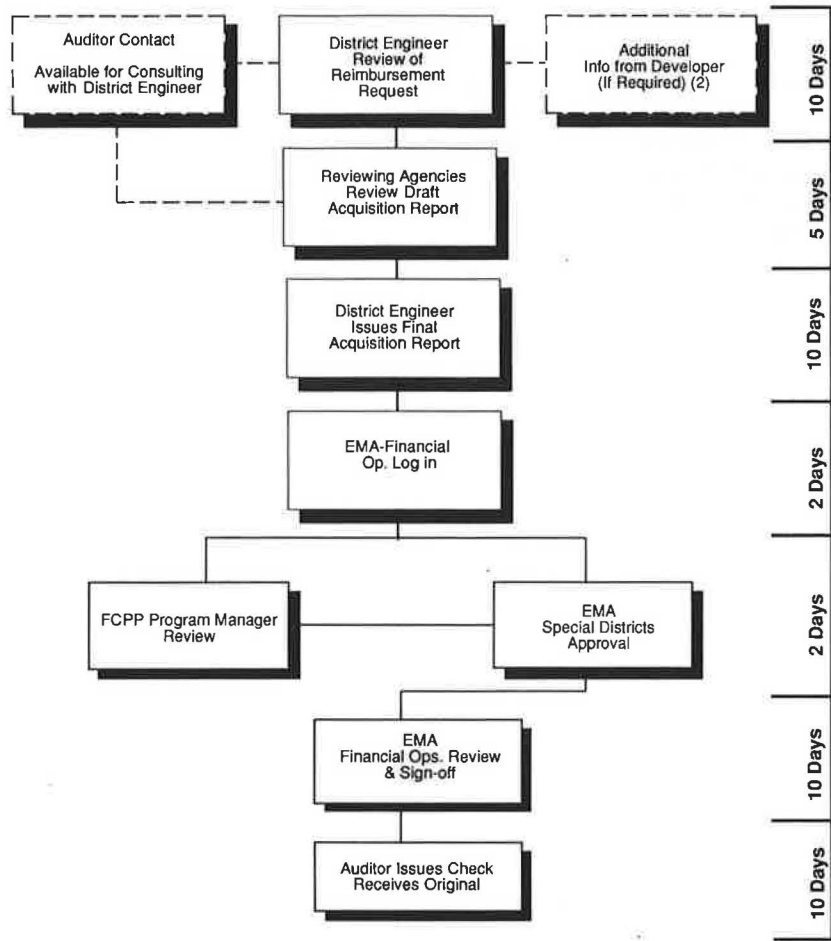 Auditor Contact
Available for Consulting
with District Engineer
District Engineer
Review of
Reimbursement
Request
Additional
Info from Developer
(If Required) (2)
10 Days
Reviewing Agencies
Review Draft
Acquisition Report
5 Days
District Engineer
Issues Final
Acquisition Report
10 Days
EMA-Financial
Op. Log in
2 Days
FCPP Program Manager
Review
EMA
Special Districts
Approval
2 Days
EMA
Financial Ops. Review
& Sign-off
10 Days
Auditor Issues Check
Receives Original
10 Days